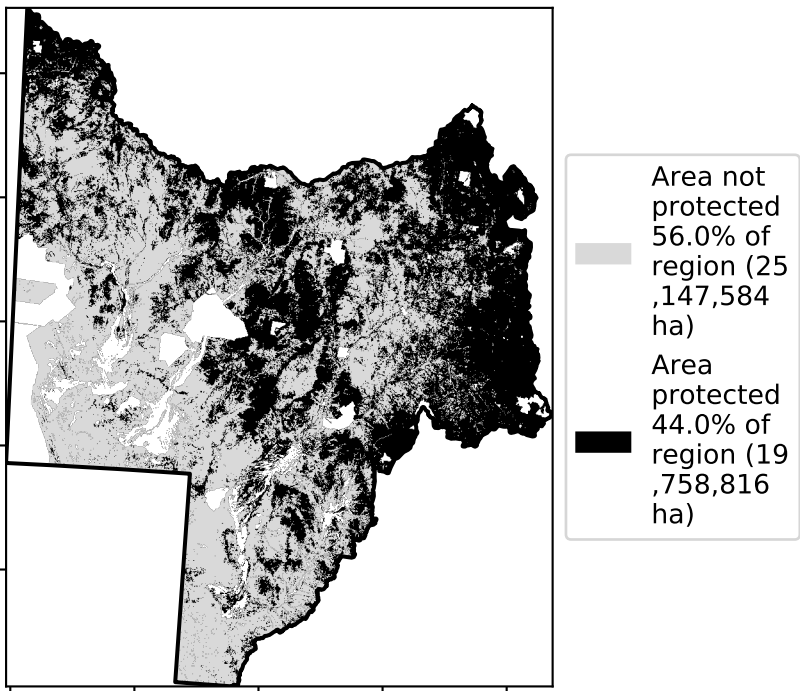 Area not
protected
56.0% of
region (25
,147,584
ha)
Area
protected
44.0% of
region (19
,758,816
ha)